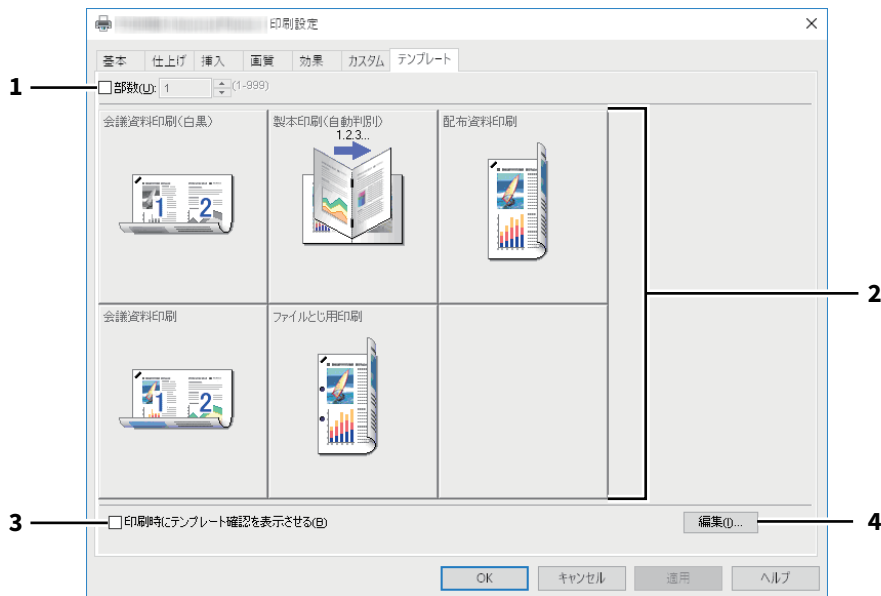 印刷設定
基本 仕上げ 挿入 画質 効果 カスタム テンプレート
1
部数(U): 1 (1-999)
会議資料印刷(白黒)
製本印刷(自動判別)
配布資料印刷
1.2.3...
1 2
2
会議資料印刷
ファイルとじ用印刷
1 2
3
印刷時にテンプレート確認を表示させる(B)
編集(I)...
4
OK キャンセル 適用 ヘルプ